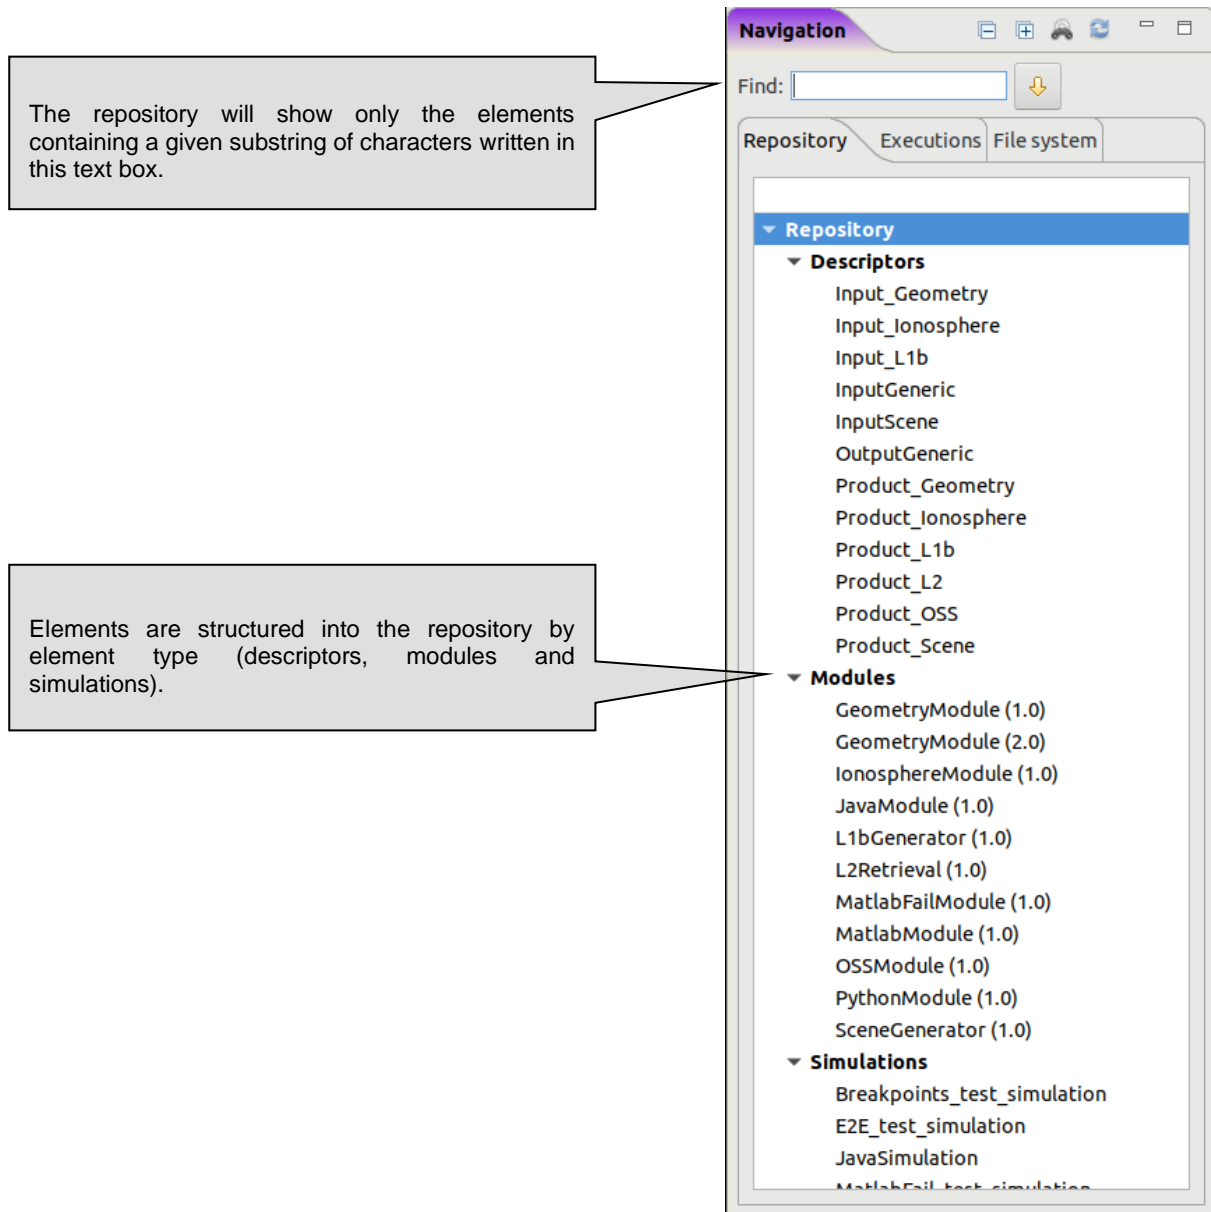 Navigation
Find:
The repository will show only the elements
containing a given substring of characters written in
this text box.
Repository Executions File system
Repository
Descriptors
Input_Geometry
Input_Ionosphere
Input_L1b
InputGeneric
InputScene
OutputGeneric
Product_Geometry
Product_Ionosphere
Product_L1b
Product_L2
Product_OSS
Product_Scene
Elements are structured into the repository by
element type (descriptors, modules and
simulations).
Modules
GeometryModule (1.0)
GeometryModule (2.0)
IonosphereModule (1.0)
JavaModule (1.0)
L1bGenerator (1.0)
L2Retrieval (1.0)
MatlabFailModule (1.0)
MatlabModule (1.0)
OSSModule (1.0)
PythonModule (1.0)
SceneGenerator (1.0)
Simulations
Breakpoints_test_simulation
E2E_test_simulation
JavaSimulation
MatlabFail_test_simulation